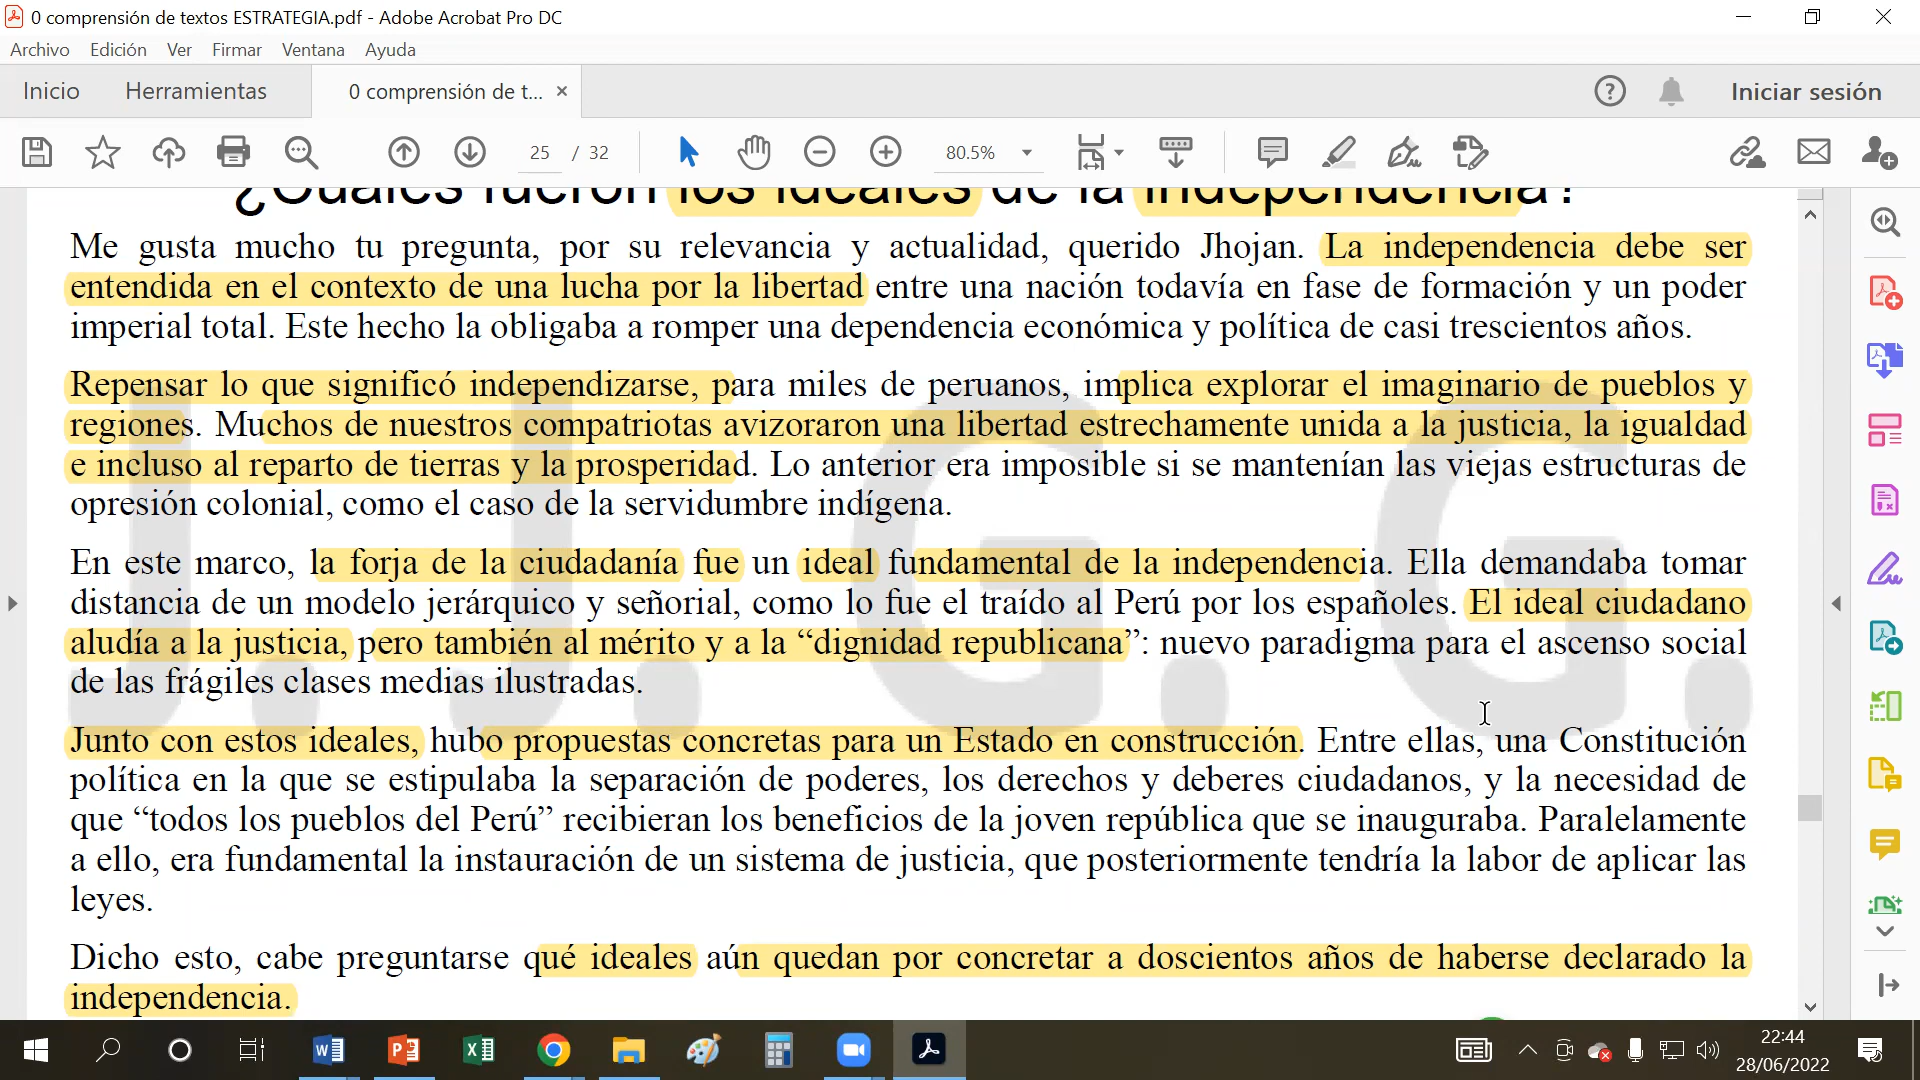 0 comprensión de textos ESTRATEGIA.pdf - Adobe Acrobat Pro DC
Archivo Edición Ver Firmar Ventana Ayuda
Inicio Herramientas 0 comprensión de t... × Iniciar sesión
25 / 32 80.5%
¿Cuáles fueron los ideales de la independencia?
Me gusta mucho tu pregunta, por su relevancia y actualidad, querido Jhojan. La independencia debe ser
entendida en el contexto de una lucha por la libertad entre una nación todavía en fase de formación y un poder
imperial total. Este hecho la obligaba a romper una dependencia económica y política de casi trescientos años.
Repensar lo que significó independizarse, para miles de peruanos, implica explorar el imaginario de pueblos y
regiones. Muchos de nuestros compatriotas avizoraron una libertad estrechamente unida a la justicia, la igualdad
e incluso al reparto de tierras y la prosperidad. Lo anterior era imposible si se mantenían las viejas estructuras de
opresión colonial, como el caso de la servidumbre indígena.
En este marco, la forja de la ciudadanía fue un ideal fundamental de la independencia. Ella demandaba tomar
distancia de un modelo jerárquico y señorial, como lo fue el traído al Perú por los españoles. El ideal ciudadano
aludía a la justicia, pero también al mérito y a la “dignidad republicana”: nuevo paradigma para el ascenso social
de las frágiles clases medias ilustradas.
Junto con estos ideales, hubo propuestas concretas para un Estado en construcción. Entre ellas, una Constitución
política en la que se estipulaba la separación de poderes, los derechos y deberes ciudadanos, y la necesidad de
que “todos los pueblos del Perú” recibieran los beneficios de la joven república que se inauguraba. Paralelamente
a ello, era fundamental la instauración de un sistema de justicia, que posteriormente tendría la labor de aplicar las
leyes.
Dicho esto, cabe preguntarse qué ideales aún quedan por concretar a doscientos años de haberse declarado la
independencia.
J. J. G. G.
22:44
28/06/2022